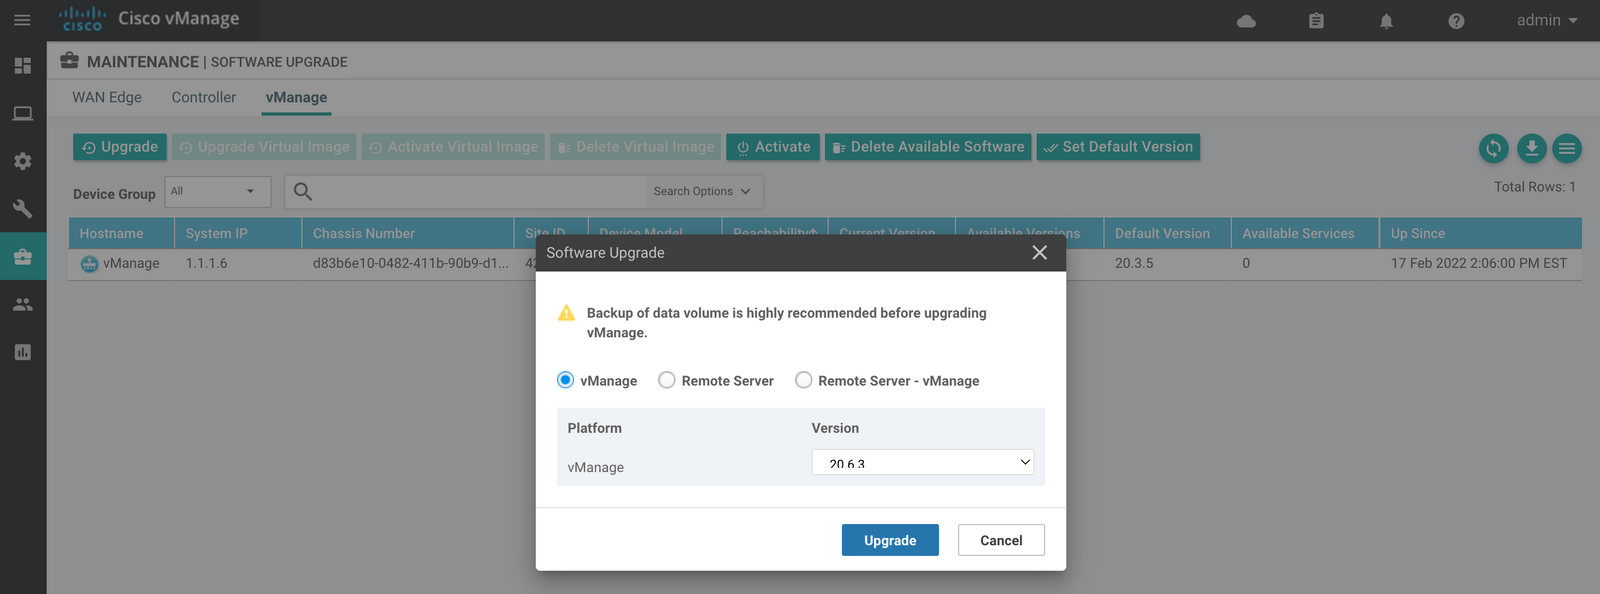 CISCO Cisco vManage admin
MAINTENANCE | SOFTWARE UPGRADE
WAN Edge Controller vManage
Upgrade Upgrade Virtual Image Activate Virtual Image Delete Virtual Image Activate Delete Available Software Set Default Version
Device Group All Search Options Total Rows: 1
Hostname System IP Chassis Number Site ID Device Model Reachability Current Version Available Versions Default Version Available Services Up Since
vManage 1.1.1.6 d83b6e10-0482-411b-90b9-d1... 42 20.3.5 0 17 Feb 2022 2:06:00 PM EST
Software Upgrade
Backup of data volume is highly recommended before upgrading
vManage.
vManage Remote Server Remote Server - vManage
Platform Version
vManage 20.6.3
Upgrade Cancel